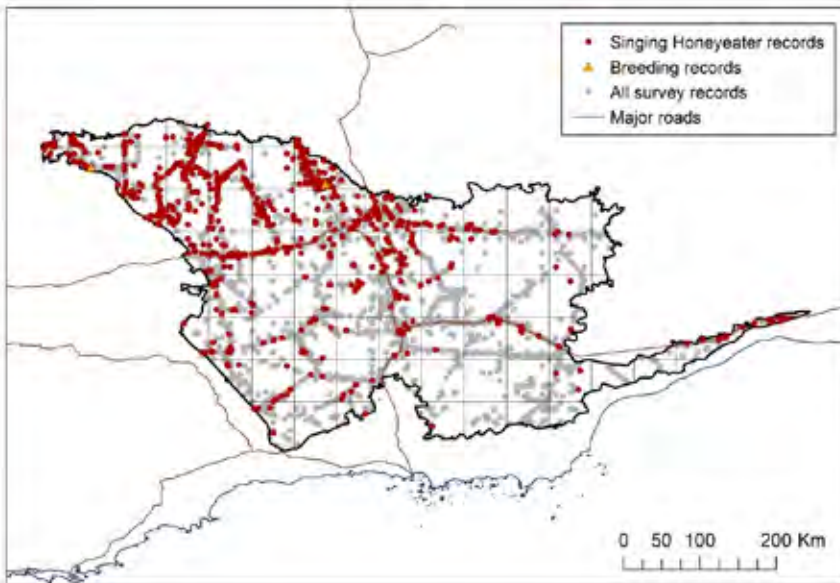 Singing Honeyeater records
Breeding records
All survey records
Major roads
0 50 100 200 Km